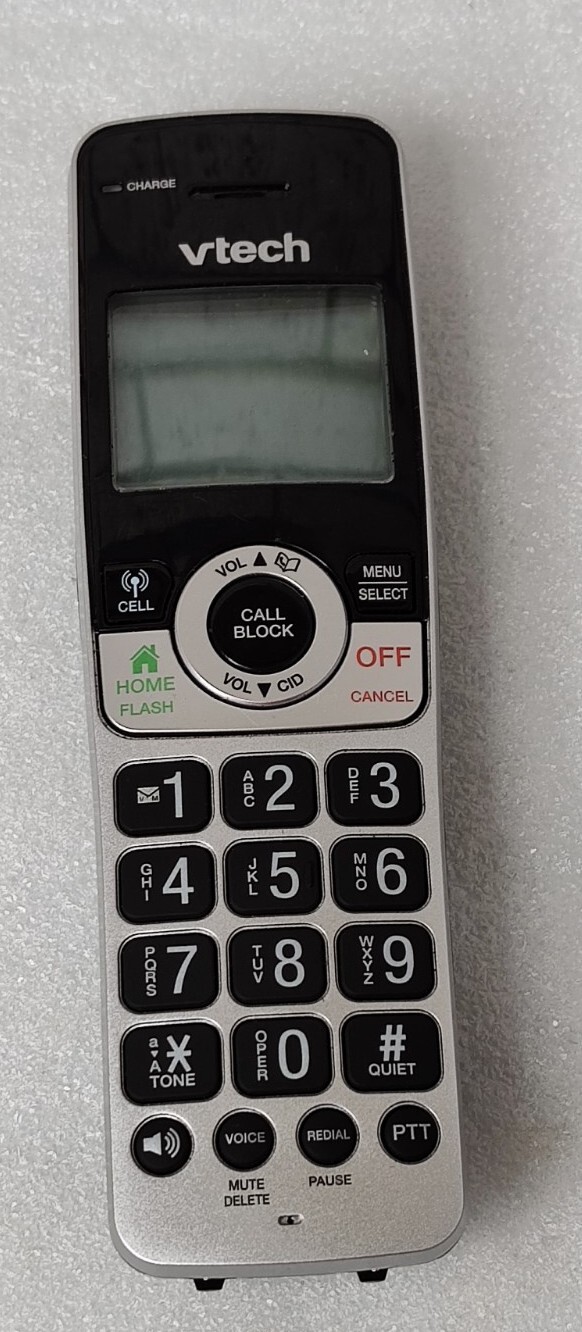 CHARGE
vtech
VOL ▲
CELL
CALL
BLOCK
MENU
SELECT
HOME
FLASH
VOL ▼ CID
OFF
CANCEL
1
ABC 2
DEF 3
GHI 4
JKL 5
MNO 6
PQRS 7
TUV 8
WXYZ 9
a▼A *
TONE
OPER 0
#
QUIET
VOICE
REDIAL
PTT
MUTE
DELETE
PAUSE